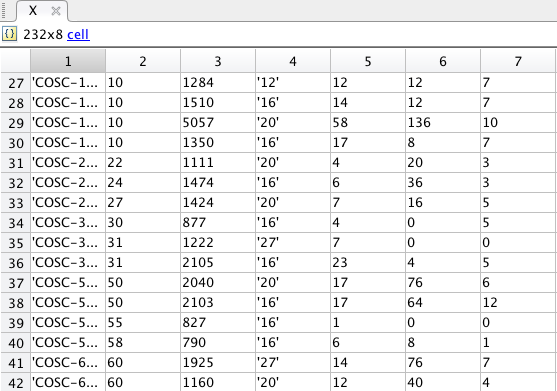 X
{} 232x8 cell
1 2 3 4 5 6 7
27 'COSC-1... 10 1284 '12' 12 12 7
28 'COSC-1... 10 1510 '16' 14 12 7
29 'COSC-1... 10 5057 '20' 58 136 10
30 'COSC-1... 10 1350 '16' 17 8 7
31 'COSC-2... 22 1111 '20' 4 20 3
32 'COSC-2... 24 1474 '16' 6 36 3
33 'COSC-2... 27 1424 '20' 7 16 5
34 'COSC-3... 30 877 '16' 4 0 5
35 'COSC-3... 31 1222 '27' 7 0 0
36 'COSC-3... 31 2105 '16' 23 4 5
37 'COSC-5... 50 2040 '20' 17 76 6
38 'COSC-5... 50 2103 '16' 17 64 12
39 'COSC-5... 55 827 '16' 1 0 0
40 'COSC-5... 58 790 '16' 6 8 1
41 'COSC-6... 60 1925 '27' 14 76 7
42 'COSC-6... 60 1160 '20' 12 40 4